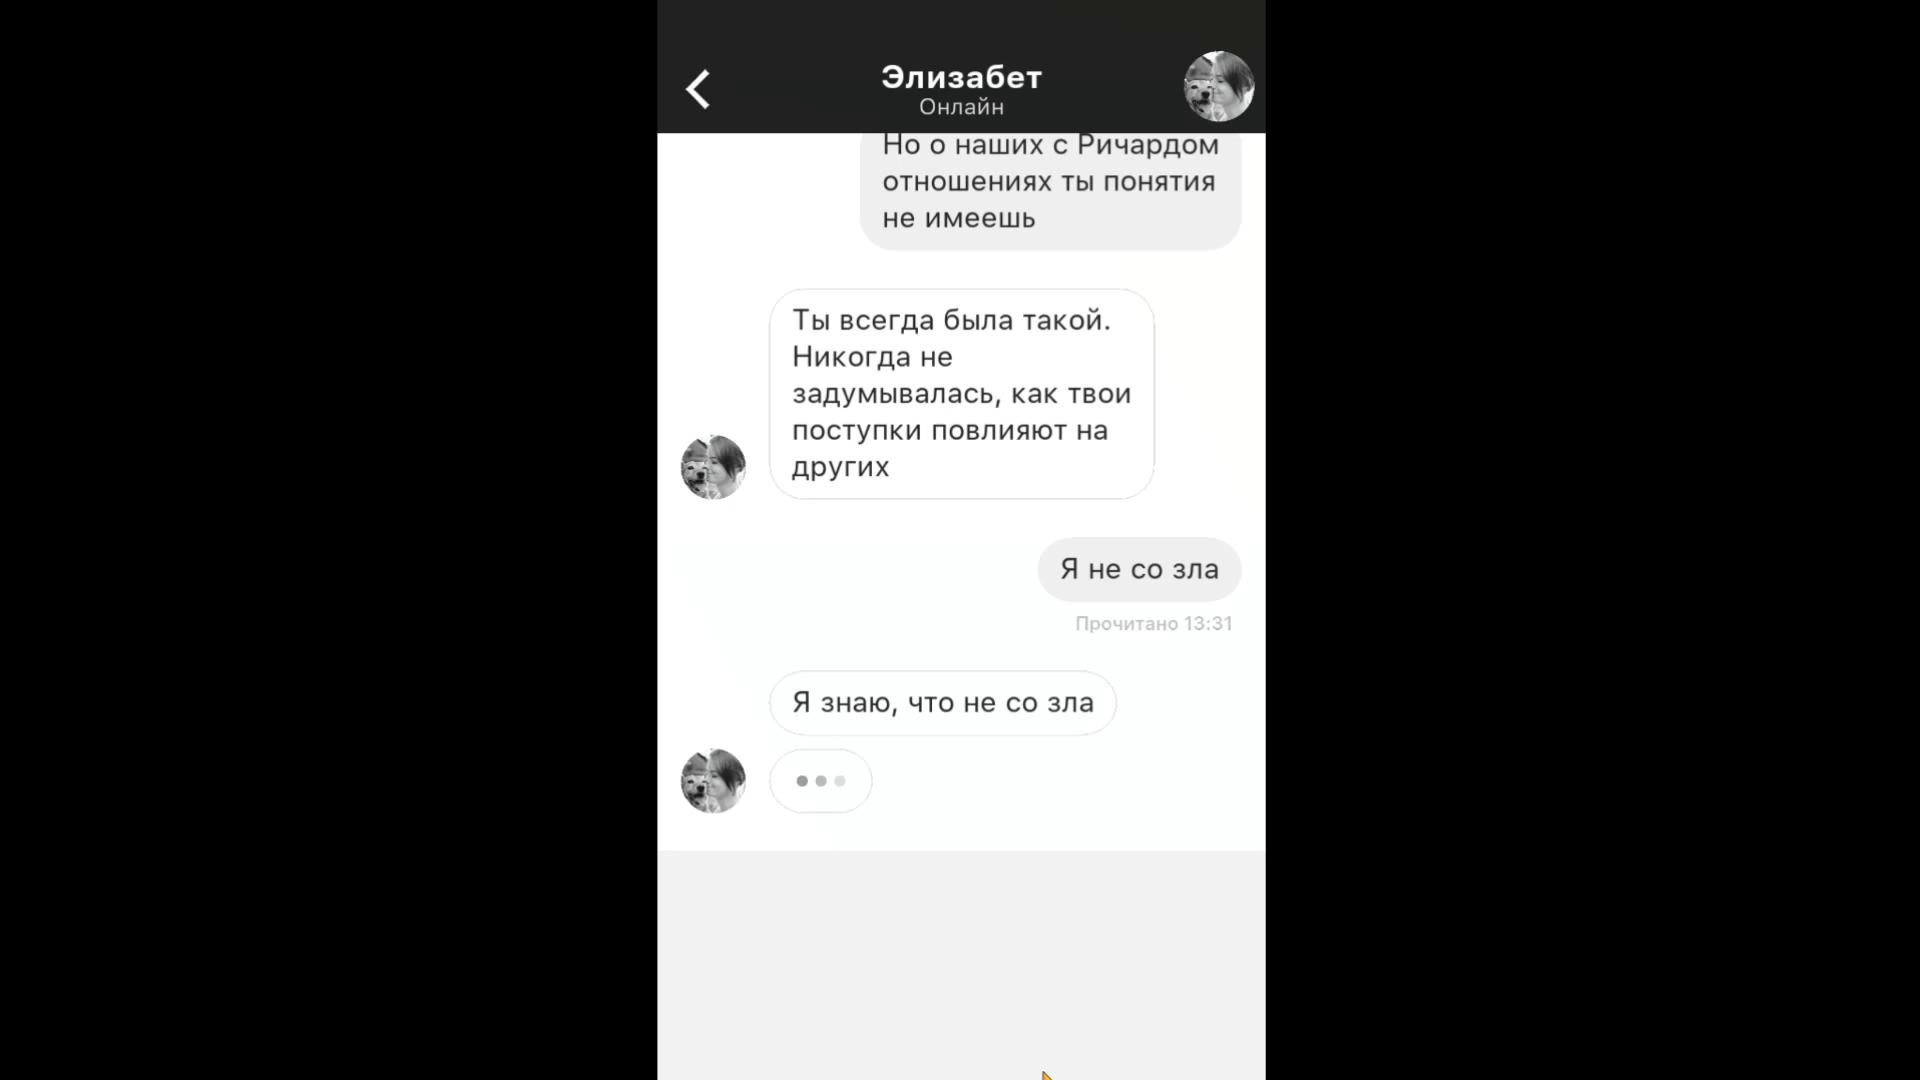 Элизабет
Онлайн
Но о наших с Ричардом
отношениях ты понятия
не имеешь
Ты всегда была такой.
Никогда не
задумывалась, как твои
поступки повлияют на
других
Я не со зла
Прочитано 13:31
Я знаю, что не со зла